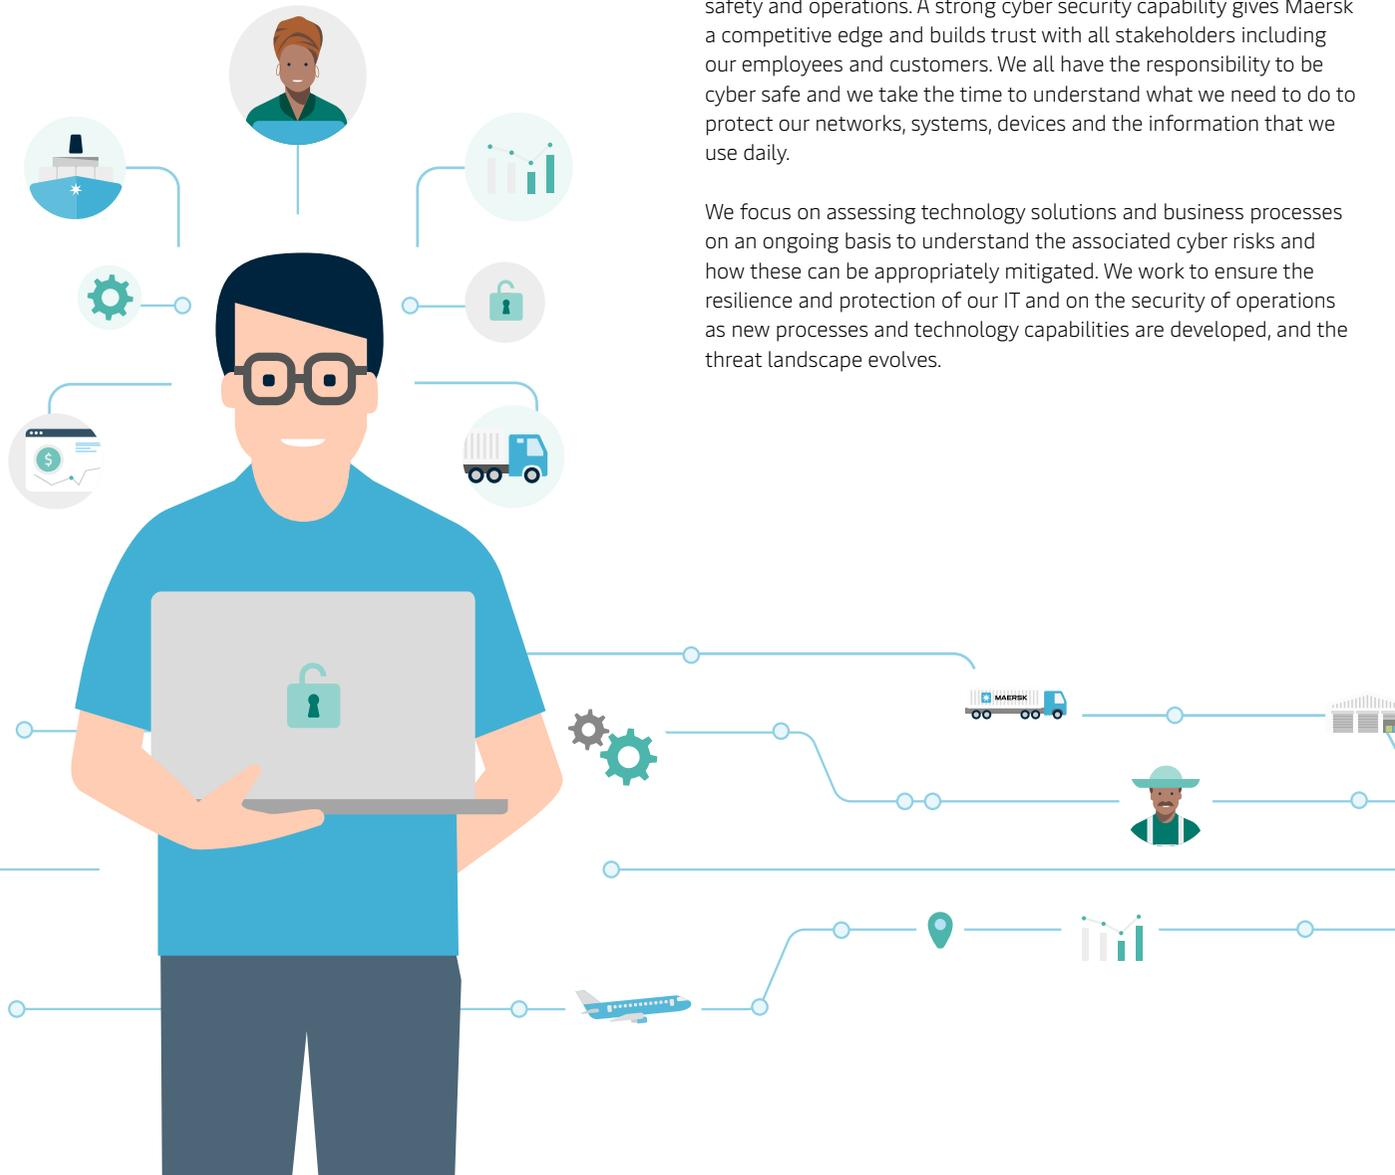 safety and operations. A strong cyber security capability gives Maersk
a competitive edge and builds trust with all stakeholders including
our employees and customers. We all have the responsibility to be
cyber safe and we take the time to understand what we need to do to
protect our networks, systems, devices and the information that we
use daily.
We focus on assessing technology solutions and business processes
on an ongoing basis to understand the associated cyber risks and
how these can be appropriately mitigated. We work to ensure the
resilience and protection of our IT and on the security of operations
as new processes and technology capabilities are developed, and the
threat landscape evolves.
$
MAERSK